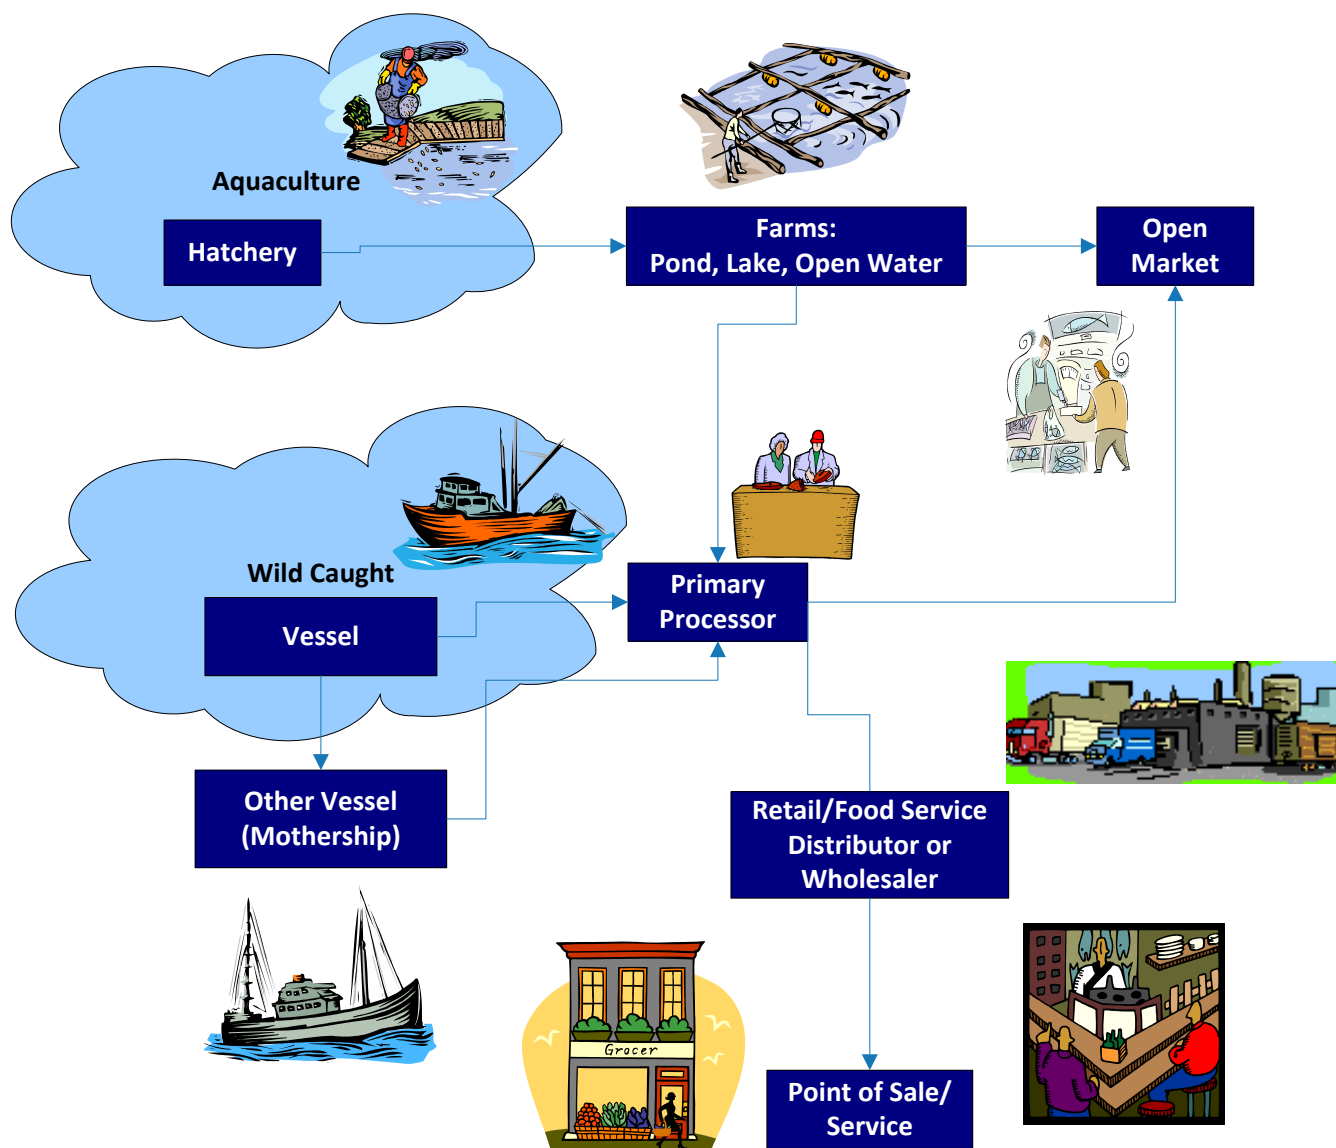 Aquaculture
Hatchery
Farms:
Pond, Lake, Open Water
Open
Market
Wild Caught
Vessel
Primary
Processor
Other Vessel
(Mothership)
Retail/Food Service
Distributor or
Wholesaler
Grocer
Point of Sale/
Service